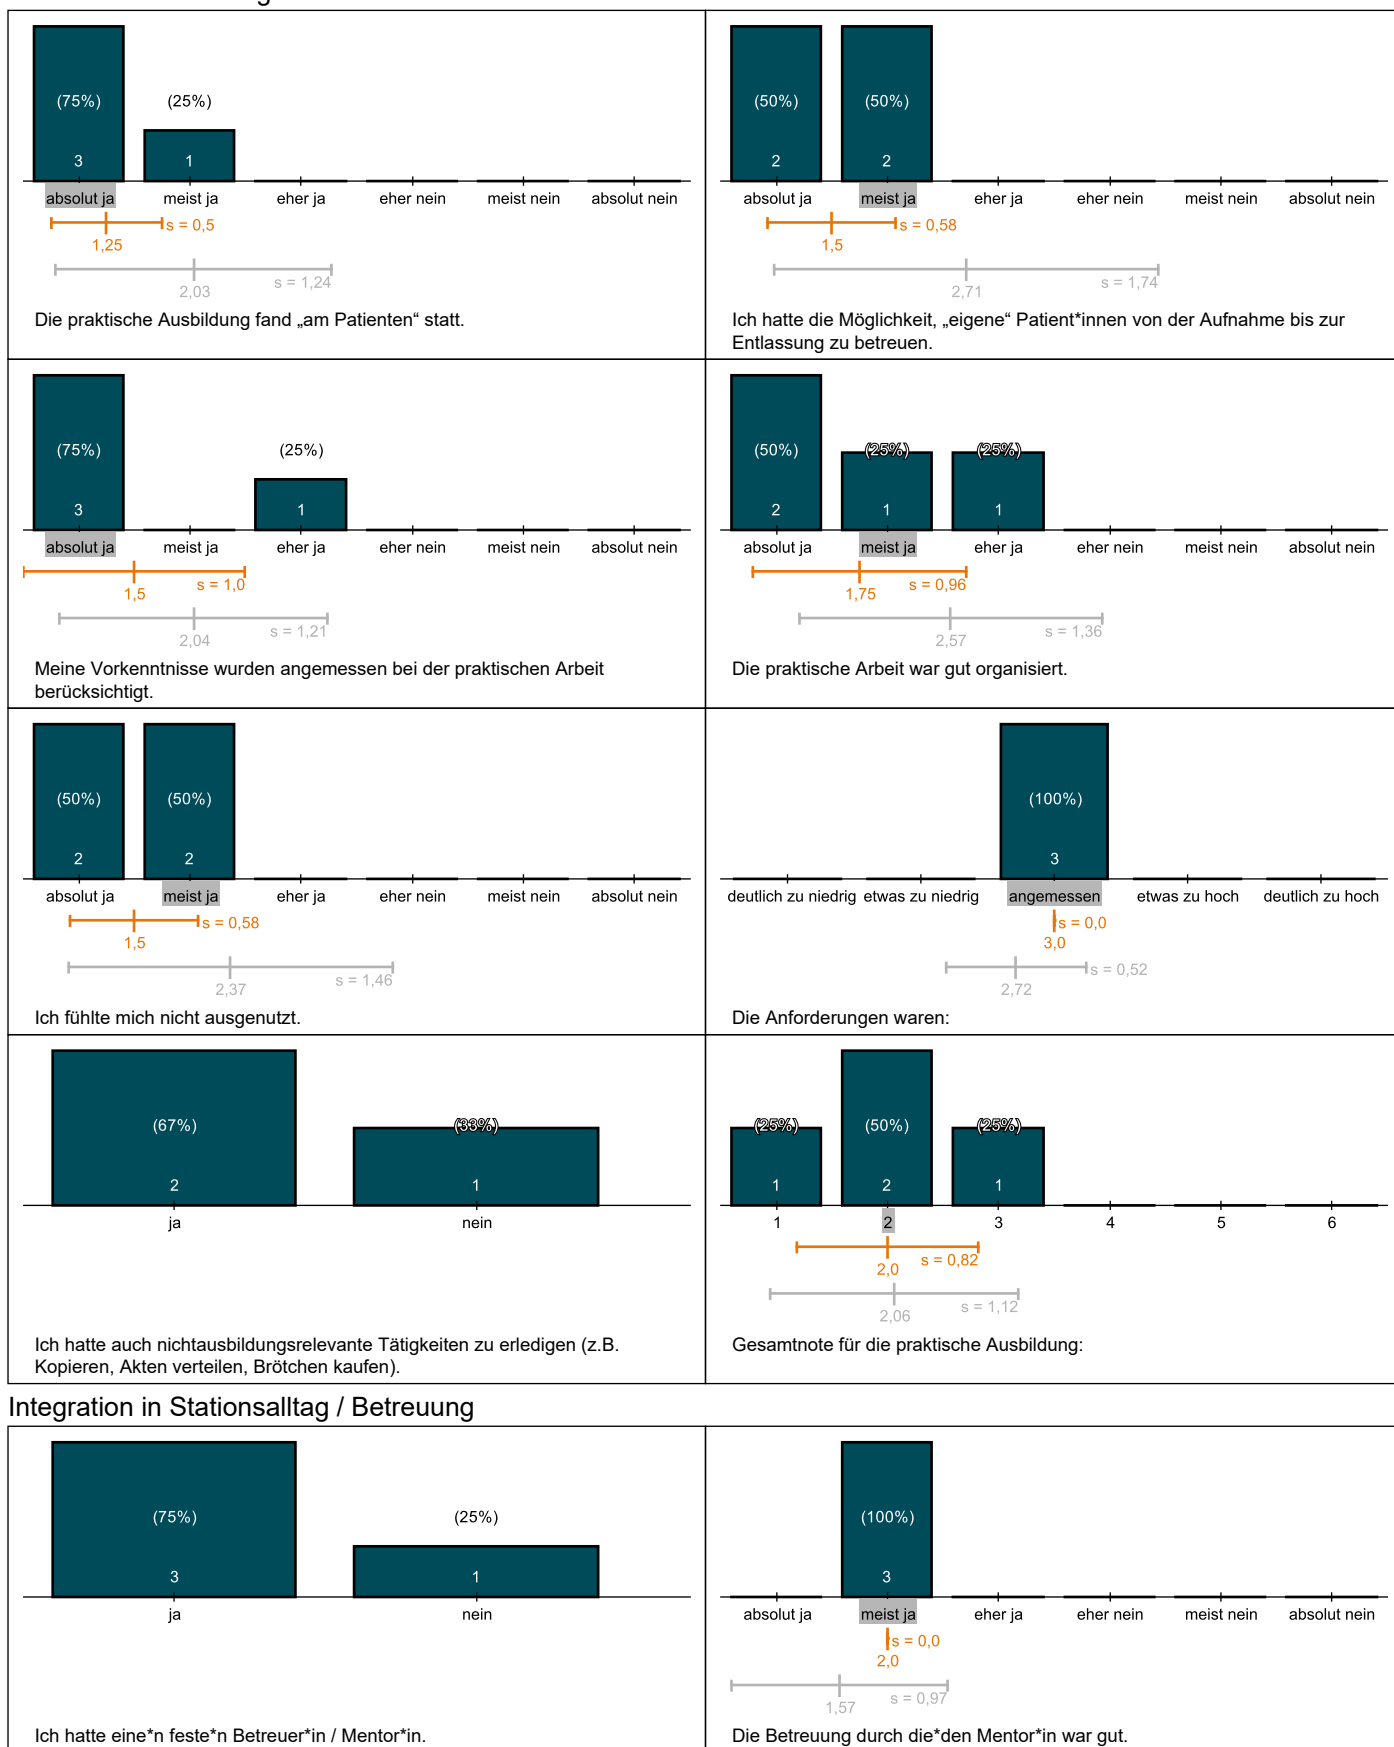 (75%)
(25%)
3
1
absolut ja
meist ja
eher ja
eher nein
meist nein
absolut nein
s = 0,5
1,25
s = 1,24
2,03
Die praktische Ausbildung fand „am Patienten“ statt.
(50%)
(50%)
2
2
absolut ja
meist ja
eher ja
eher nein
meist nein
absolut nein
s = 0,58
1,5
s = 1,74
2,71
Ich hatte die Möglichkeit, „eigene“ Patient*innen von der Aufnahme bis zur
Entlassung zu betreuen.
(75%)
(25%)
3
1
absolut ja
meist ja
eher ja
eher nein
meist nein
absolut nein
s = 1,0
1,5
s = 1,21
2,04
Meine Vorkenntnisse wurden angemessen bei der praktischen Arbeit
berücksichtigt.
(50%)
(25%)
(25%)
2
1
1
absolut ja
meist ja
eher ja
eher nein
meist nein
absolut nein
s = 0,96
1,75
s = 1,36
2,57
Die praktische Arbeit war gut organisiert.
(50%)
(50%)
2
2
absolut ja
meist ja
eher ja
eher nein
meist nein
absolut nein
s = 0,58
1,5
s = 1,46
2,37
Ich fühlte mich nicht ausgenutzt.
(100%)
3
deutlich zu niedrig
etwas zu niedrig
angemessen
etwas zu hoch
deutlich zu hoch
s = 0,0
3,0
s = 0,52
2,72
Die Anforderungen waren:
(67%)
(33%)
2
1
ja
nein
Ich hatte auch nichtausbildungsrelevante Tätigkeiten zu erledigen (z.B.
Kopieren, Akten verteilen, Brötchen kaufen).
(25%)
(50%)
(25%)
1
2
1
1
2
3
4
5
6
s = 0,82
2,0
s = 1,12
2,06
Gesamtnote für die praktische Ausbildung:
Integration in Stationsalltag / Betreuung
(75%)
(25%)
3
1
ja
nein
Ich hatte eine*n feste*n Betreuer*in / Mentor*in.
(100%)
3
absolut ja
meist ja
eher ja
eher nein
meist nein
absolut nein
s = 0,0
2,0
s = 0,97
1,57
Die Betreuung durch die*den Mentor*in war gut.